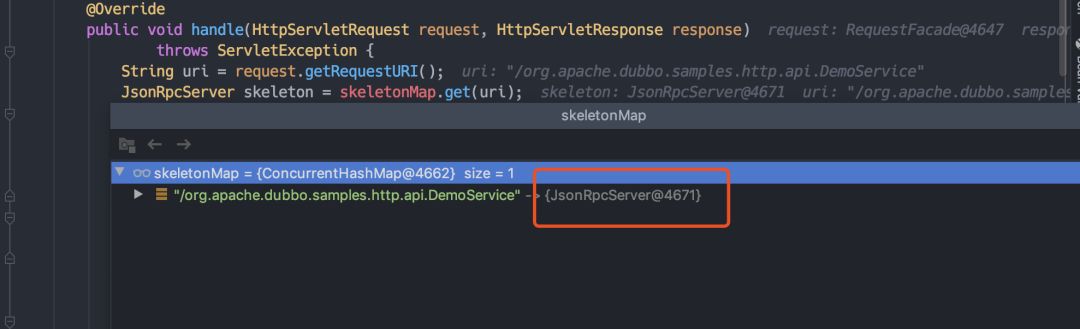 @Override
public void handle(HttpServletRequest request, HttpServletResponse response) request: RequestFacade@4647 respon
throws ServletException {
String uri = request.getRequestURI(); uri: "/org.apache.dubbo.samples.http.api.DemoService"
JsonRpcServer skeleton = skeletonMap.get(uri); skeleton: JsonRpcServer@4671 uri: "/org.apache.dubbo.samples
skeletonMap
skeletonMap = {ConcurrentHashMap@4662} size = 1
"/org.apache.dubbo.samples.http.api.DemoService" -> {JsonRpcServer@4671}